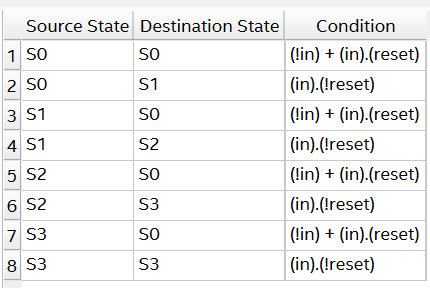 Source State Destination State Condition
1 S0 S0 (!in) + (in).(reset)
2 S0 S1 (in).(!reset)
3 S1 S0 (!in) + (in).(reset)
4 S1 S2 (in).(!reset)
5 S2 S0 (!in) + (in).(reset)
6 S2 S3 (in).(!reset)
7 S3 S0 (!in) + (in).(reset)
8 S3 S3 (in).(!reset)